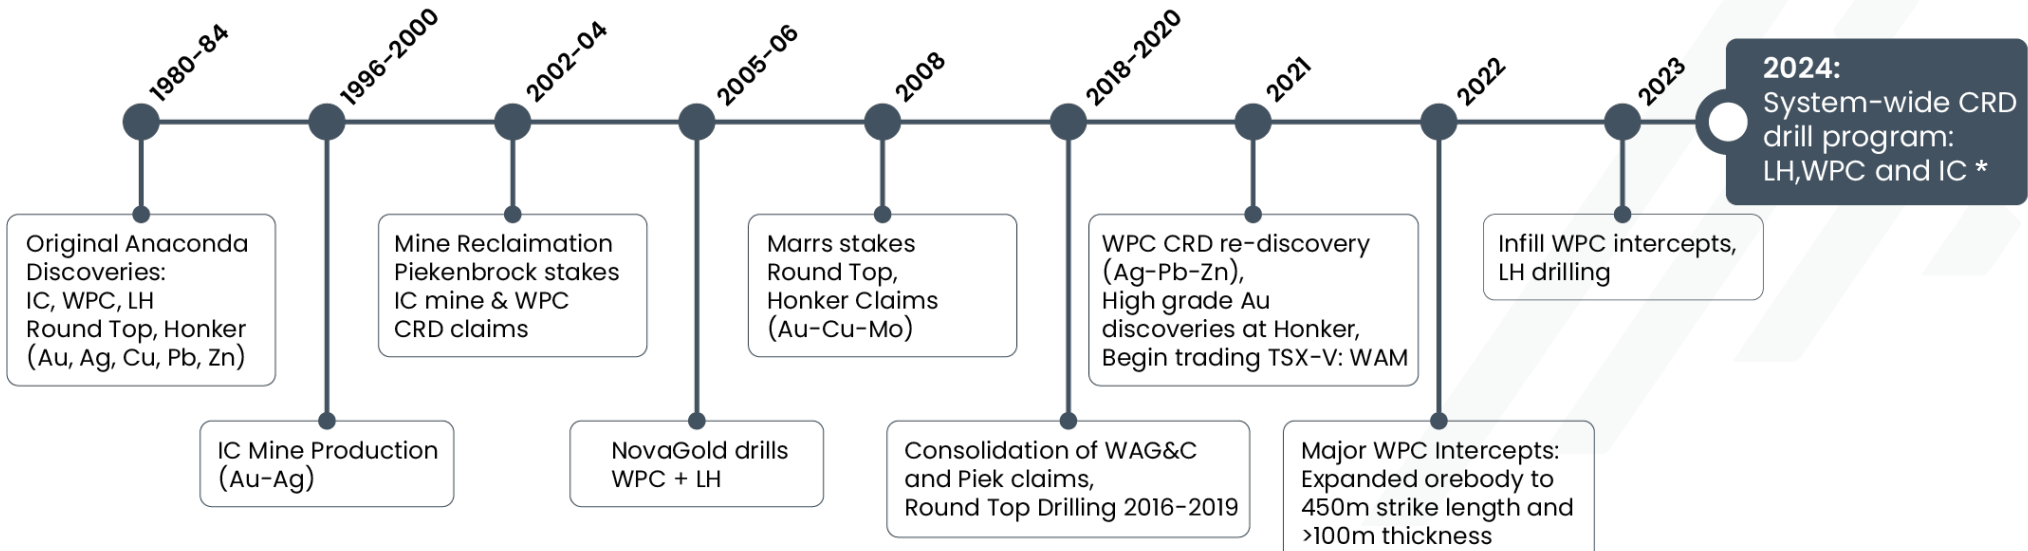 1980-84
Original Anaconda
Discoveries:
IC, WPC, LH
Round Top, Honker
(Au, Ag, Cu, Pb, Zn)
1996-2000
IC Mine Production
(Au-Ag)
2002-04
Mine Reclaimation
Piekenbrock stakes
IC mine & WPC
CRD claims
2005-06
NovaGold drills
WPC + LH
2008
Marrs stakes
Round Top,
Honker Claims
(Au-Cu-Mo)
2018-2020
Consolidation of WAG&C
and Piek claims,
Round Top Drilling 2016-2019
2021
WPC CRD re-discovery
(Ag-Pb-Zn),
High grade Au
discoveries at Honker,
Begin trading TSX-V: WAM
2022
Major WPC Intercepts:
Expanded orebody to
450m strike length and
>100m thickness
2023
Infill WPC intercepts,
LH drilling
2024:
System-wide CRD
drill program:
LH,WPC and IC *